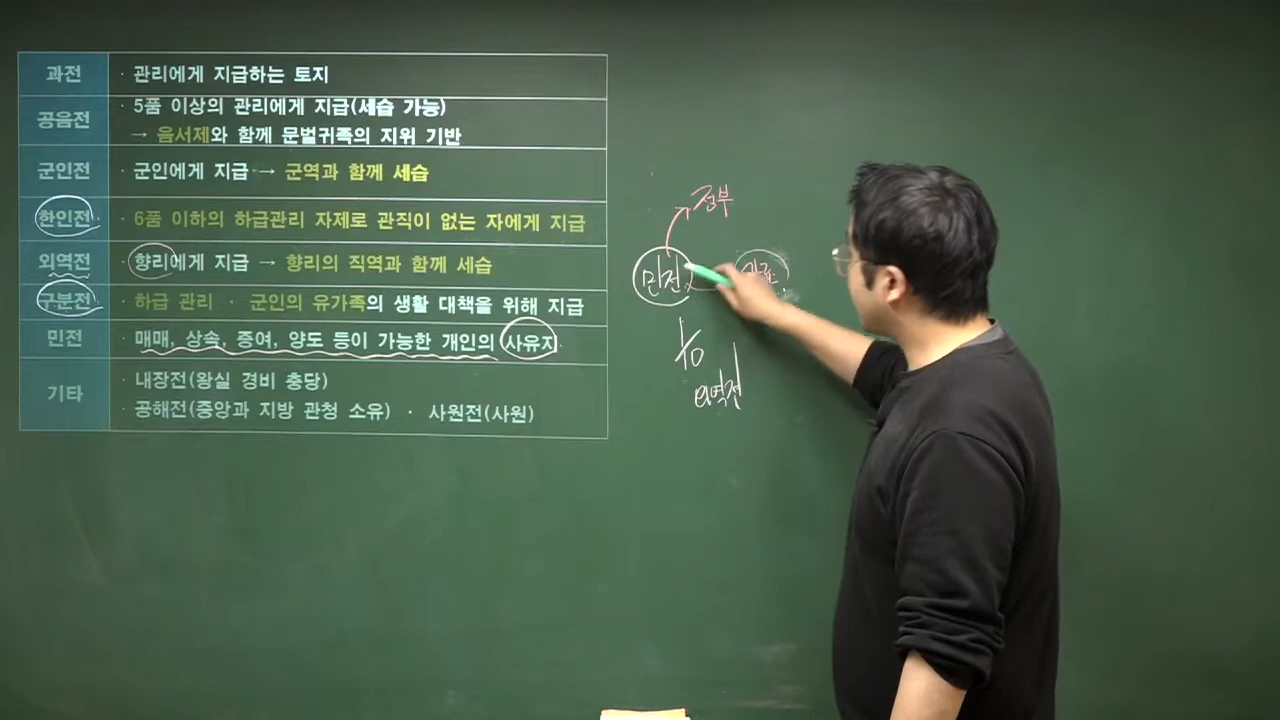 과전
· 관리에게 지급하는 토지
공음전
· 5품 이상의 관리에게 지급(세습 가능)
→ 음서제와 함께 문벌귀족의 지위 기반
군인전
· 군인에게 지급 → 군역과 함께 세습
한인전
· 6품 이하의 하급관리 자제로 관직이 없는 자에게 지급
외역전
· 향리에게 지급 → 향리의 직역과 함께 세습
구분전
· 하급 관리 · 군인의 유가족의 생활 대책을 위해 지급
민전
· 매매, 상속, 증여, 양도 등이 가능한 개인의 사유지
기타
· 내장전(왕실 경비 충당)
· 공해전(중앙과 지방 관청 소유) · 사원전(사원)
정부
민전
1/10
외역전